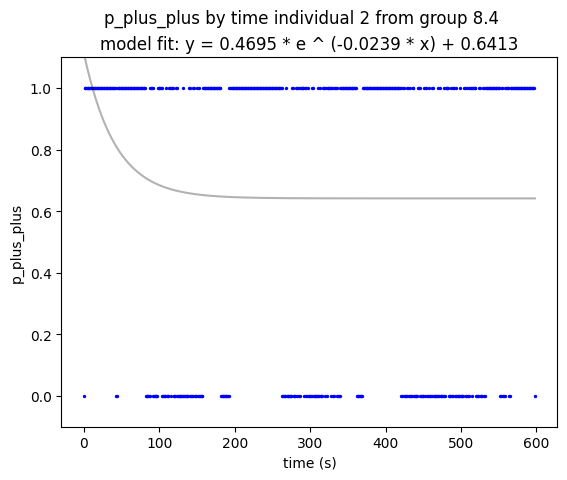 p_plus_plus by time individual 2 from group 8.4
model fit: y = 0.4695 * e ^ (-0.0239 * x) + 0.6413
1.0
0.8
0.6
0.4
0.2
0.0
p_plus_plus
0 100 200 300 400 500 600
time (s)